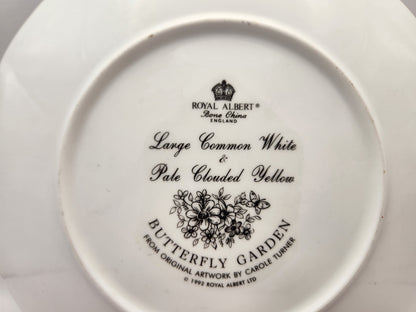 ROYAL ALBERT®
Bone China
ENGLAND
Large Common White
&
Pale Clouded Yellow
BUTTERFLY GARDEN
FROM ORIGINAL ARTWORK BY CAROLE TURNER
© 1992 ROYAL ALBERT LTD